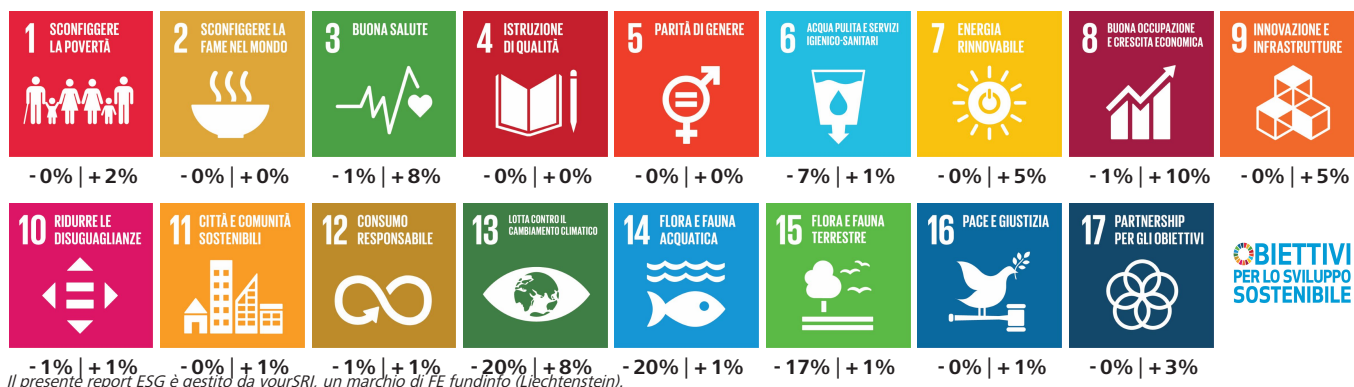 1 SCONFIGGERE
LA POVERTÀ
2 SCONFIGGERE LA
FAME NEL MONDO
3 BUONA SALUTE
4 ISTRUZIONE
DI QUALITÀ
5 PARITÀ DI GENERE
6 ACQUA PULITA E SERVIZI
IGIENICO-SANITARI
7 ENERGIA
RINNOVABILE
8 BUONA OCCUPAZIONE
E CRESCITA ECONOMICA
9 INNOVAZIONE E
INFRASTRUTTURE
- 0% | + 2%
- 0% | + 0%
- 1% | + 8%
- 0% | + 0%
- 0% | + 0%
- 7% | + 1%
- 0% | + 5%
- 1% | + 10%
- 0% | + 5%
10 RIDURRE LE
DISUGUAGLIANZE
11 CITTÀ E COMUNITÀ
SOSTENIBILI
12 CONSUMO
RESPONSABILE
13 LOTTA CONTRO IL
CAMBIAMENTO CLIMATICO
14 FLORA E FAUNA
ACQUATICA
15 FLORA E FAUNA
TERRESTRE
16 PACE E GIUSTIZIA
17 PARTNERSHIP
PER GLI OBIETTIVI
OBIETTIVI
PER LO SVILUPPO
SOSTENIBILE
- 1% | + 1%
- 0% | + 1%
- 1% | + 1%
- 20% | + 8%
- 20% | + 1%
- 17% | + 1%
- 0% | + 1%
- 0% | + 3%
Il presente report ESG è gestito da yourSRI, un marchio di FE fundinfo (Liechtenstein).